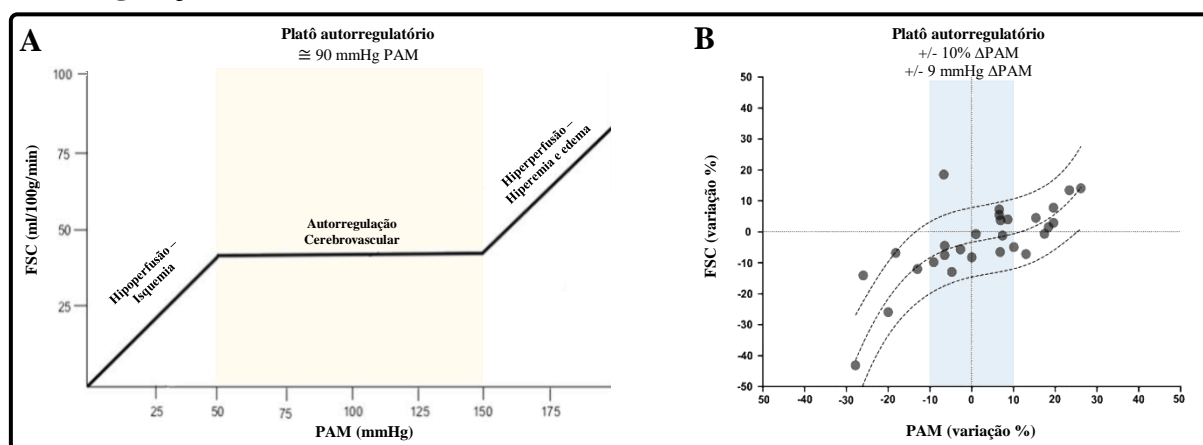 A
Platô autorregulatório
≅ 90 mmHg PAM
100
75
50
25
FSC (ml/100g/min)
Hipoperfusão –
Isquemia
Autorregulação
Cerebrovascular
Hiperperfusão –
Hiperemia e edema
25
50
75
100
125
150
175
PAM (mmHg)
B
Platô autorregulatório
+/- 10% ΔPAM
+/- 9 mmHg ΔPAM
50
40
30
20
10
0
-10
-20
-30
-40
-50
FSC (variação %)
50
-40
-30
-20
-10
0
10
20
30
40
50
PAM (variação %)